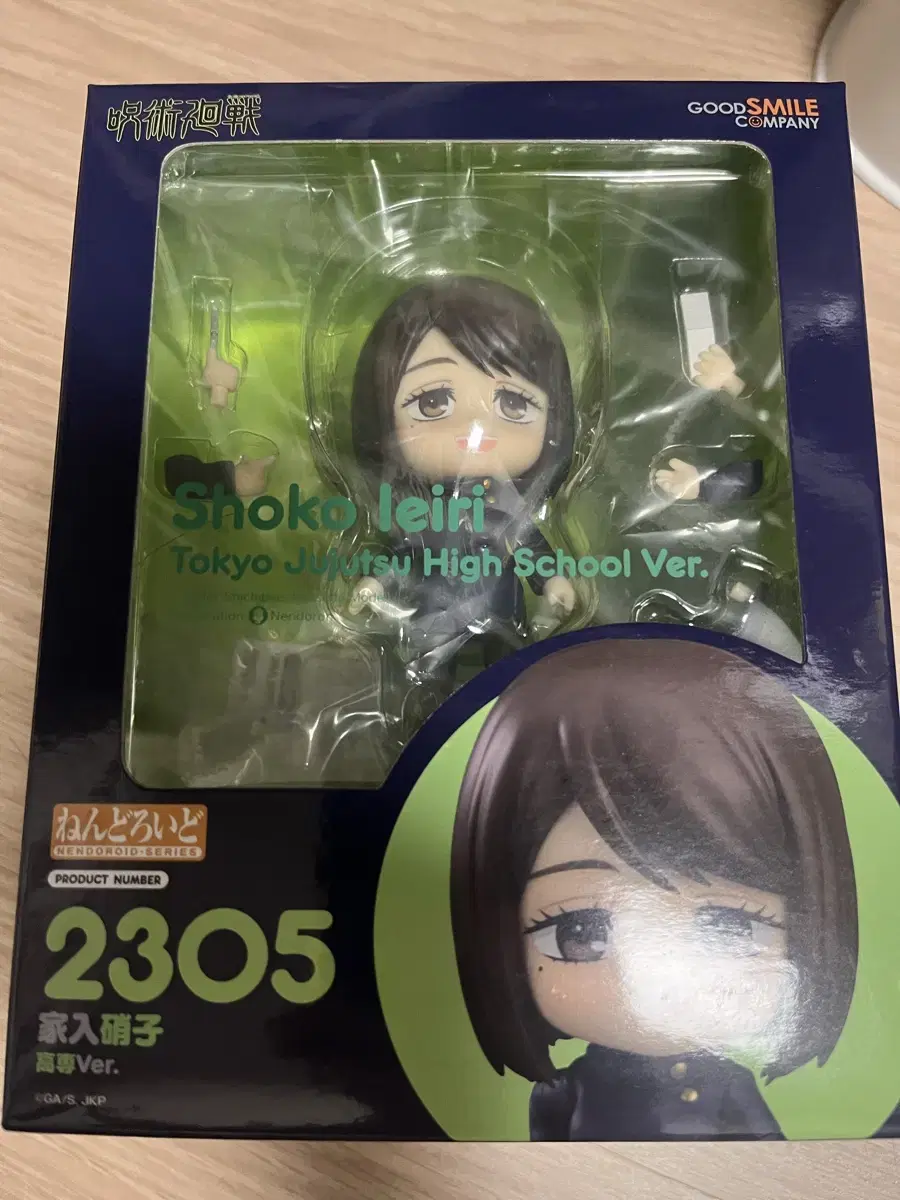 呪術廻戦
GOOD SMILE
COMPANY
Shoko Ieiri
Tokyo Jujutsu High School Ver.
Nendoroid
ねんどろいど
NENDOROID-SERIES
PRODUCT NUMBER
2305
家入硝子
高専Ver.
©GA/S, JKP